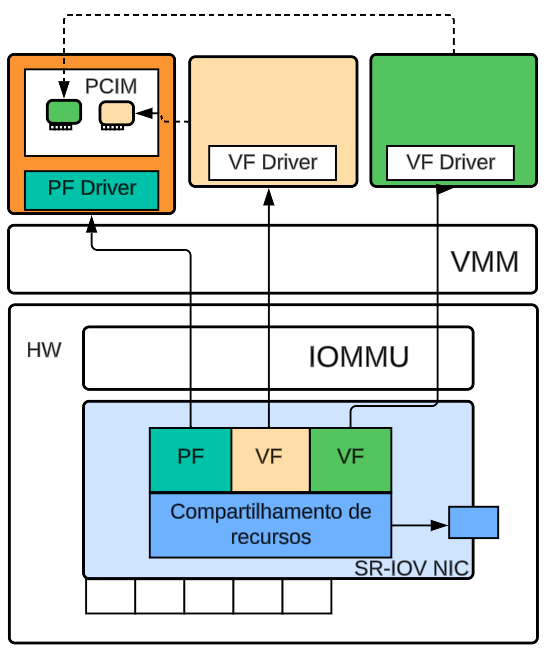 PCIM
PF Driver
VF Driver
VF Driver
VMM
HW
IOMMU
PF
VF
VF
Compartilhamento de
recursos
SR-IOV NIC